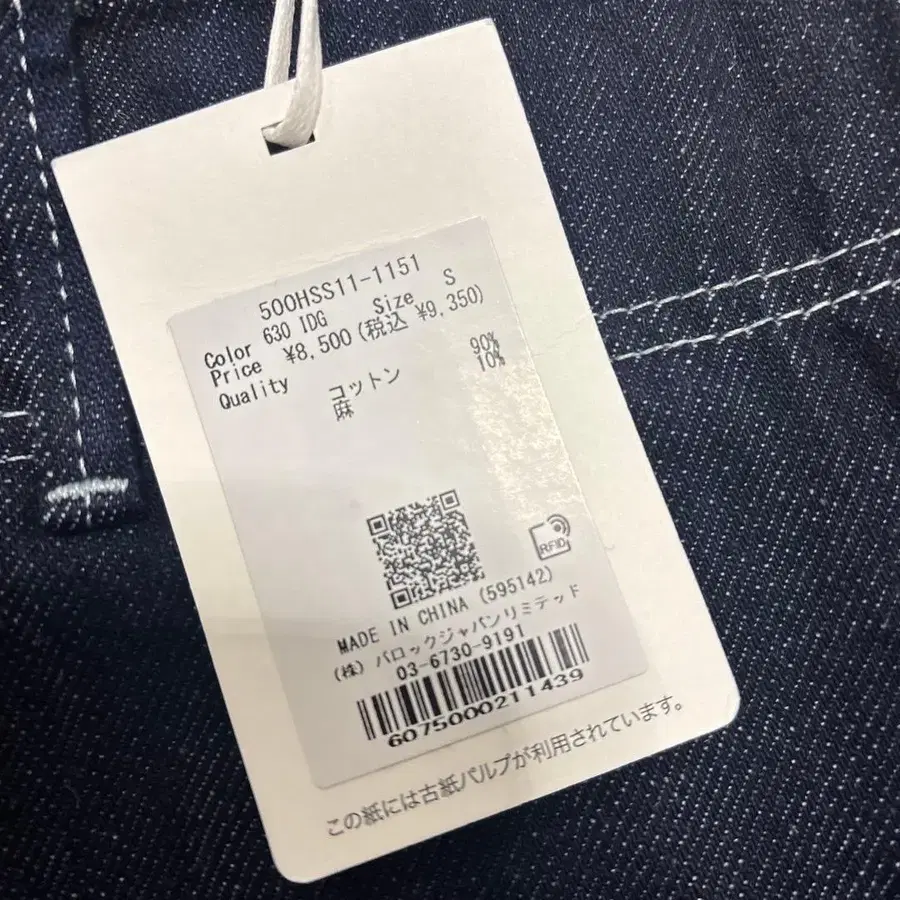 500HSS11-1151
Color 630 IDG Size S
Price ¥8,500(税込 ¥9,350)
Quality コットン 90%
麻 10%
RFID
MADE IN CHINA (595142)
(株) バロックジャパンリミテッド
03-6730-9191
6075000211439
この紙には古紙パルプが利用されています。